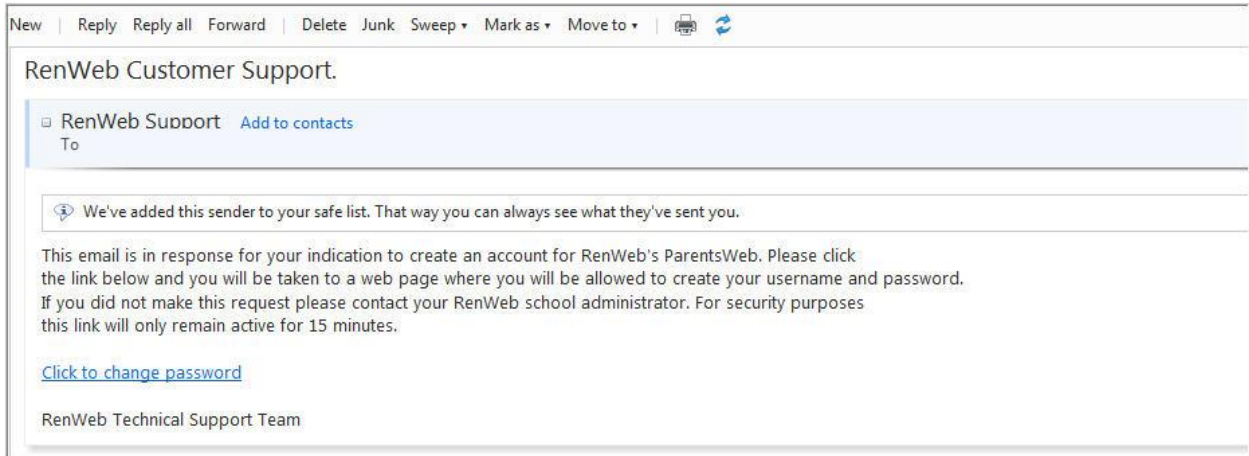 New | Reply Reply all Forward | Delete Junk Sweep Mark as Move to
RenWeb Customer Support.
RenWeb Support Add to contacts
To
We've added this sender to your safe list. That way you can always see what they've sent you.
This email is in response for your indication to create an account for RenWeb's ParentsWeb. Please click
the link below and you will be taken to a web page where you will be allowed to create your username and password.
If you did not make this request please contact your RenWeb school administrator. For security purposes
this link will only remain active for 15 minutes.
Click to change password
RenWeb Technical Support Team